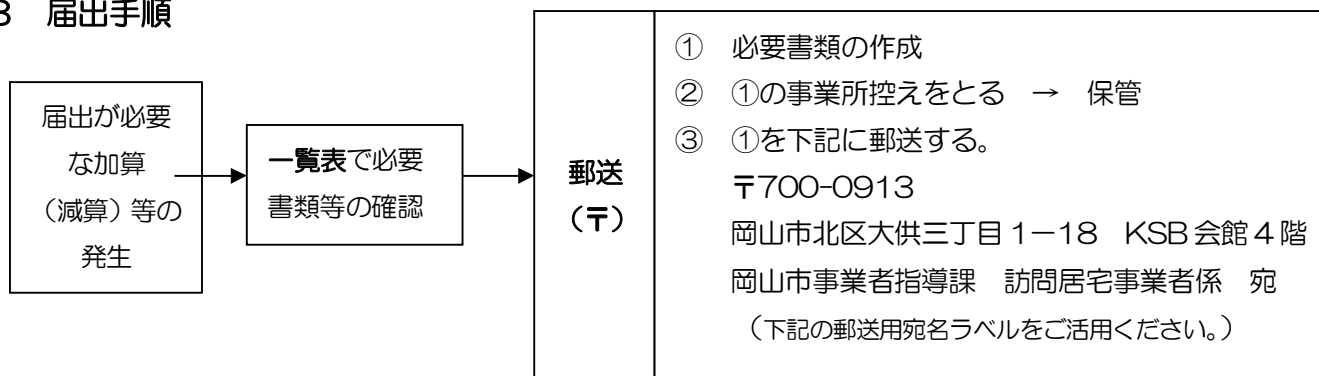 3　届出手順
届出が必要
な加算
（減算）等の
発生
一覧表で必要
書類等の確認
郵送
（〒）
①　必要書類の作成
②　①の事業所控えをとる　→　保管
③　①を下記に郵送する。
〒700-0913
岡山市北区大供三丁目1－18　KSB会館4階
岡山市事業者指導課　訪問居宅事業者係　宛
（下記の郵送用宛名ラベルをご活用ください。）